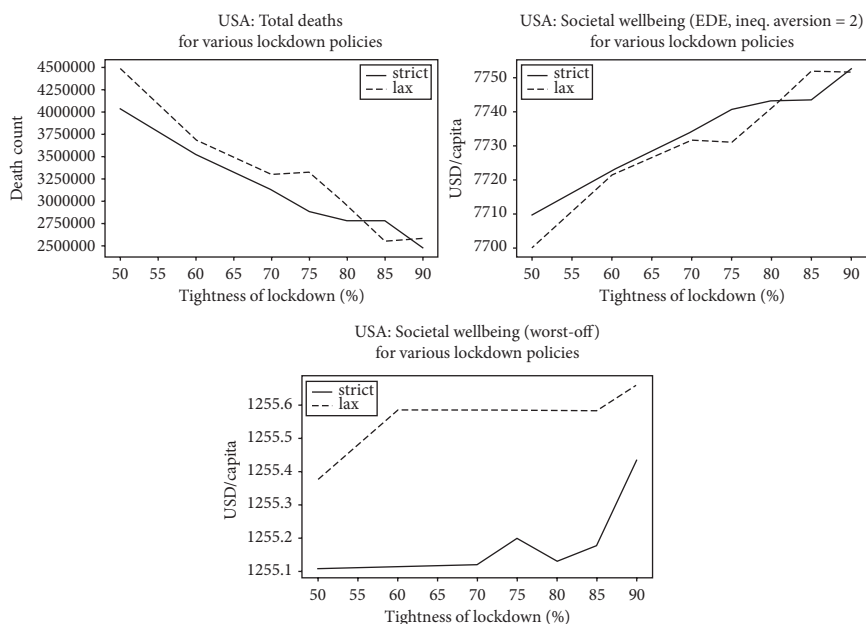 USA: Total deaths
for various lockdown policies
4500000
4250000
4000000
3750000
3500000
3250000
3000000
2750000
2500000
Death count
strict
lax
50 55 60 65 70 75 80 85 90
Tightness of lockdown (%)
USA: Societal wellbeing (EDE, ineq. aversion = 2)
for various lockdown policies
7750
7740
7720
7710
7700
USD/capita
strict
lax
50 55 60 65 70 75 80 85 90
Tightness of lockdown (%)
USA: Societal wellbeing (worst-off)
for various lockdown policies
1255.6
1255.5
1255.4
1255.3
1255.2
1255.1
USD/capita
strict
lax
50 55 60 65 70 75 80 85 90
Tightness of lockdown (%)